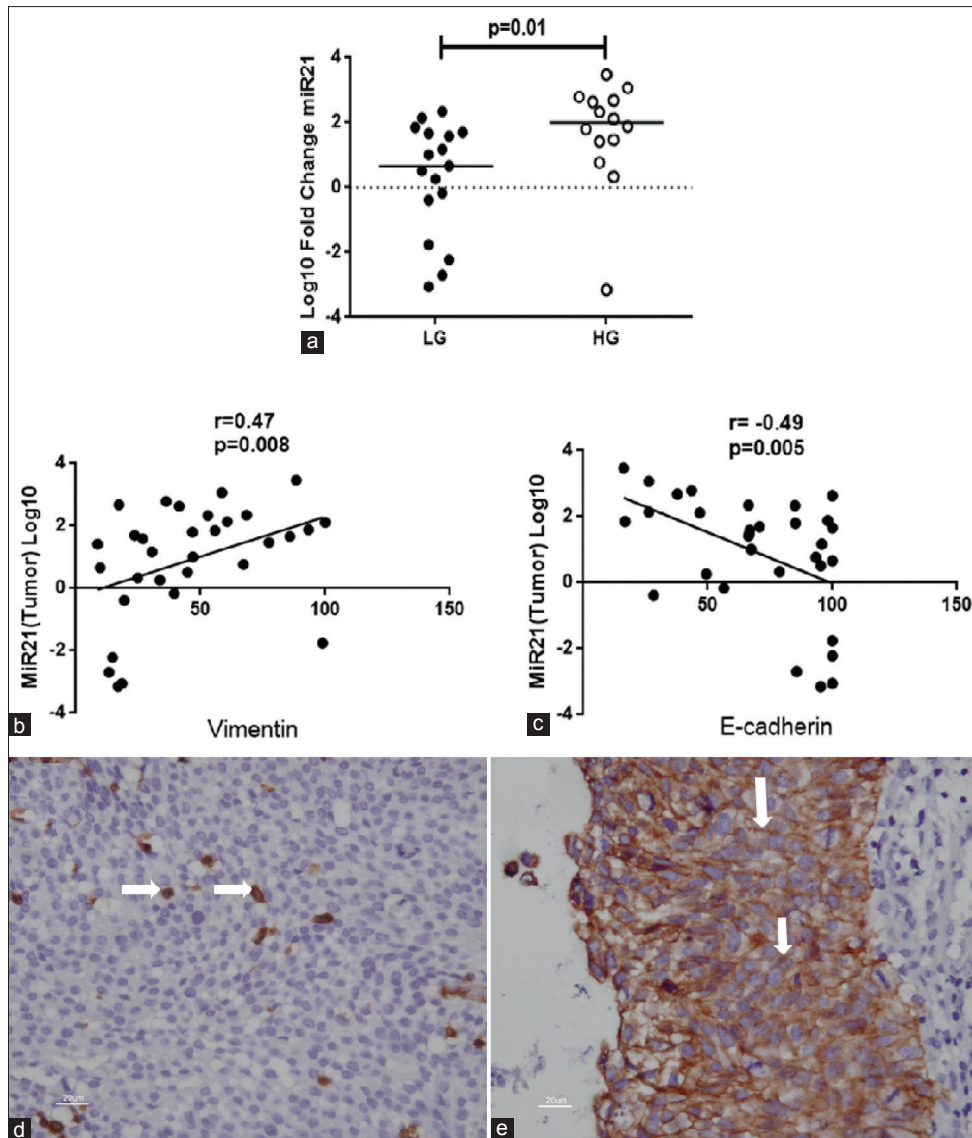 p=0.01
Log10 Fold Change miR21
4
2
0
-2
-4
LG
HG
a
r=0.47
p=0.008
MiR21(Tumor) Log10
4
2
0
-2
-4
50
100
150
Vimentin
b
r= -0.49
p=0.005
MiR21(Tumor) Log10
4
2
0
-2
-4
50
100
150
E-cadherin
c
20um
d
20um
e